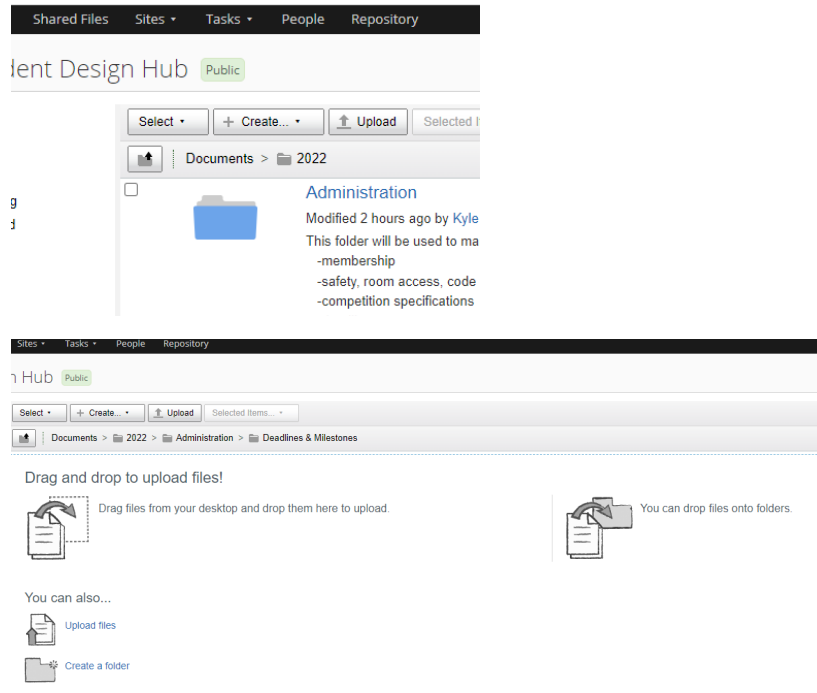 Shared Files Sites Tasks People Repository
dent Design Hub Public
Select + Create... Upload Selected
Documents > 2022
g
d
Administration
Modified 2 hours ago by Kyle
This folder will be used to ma
-membership
-safety, room access, code
-competition specifications
Sites Tasks People Repository
Hub Public
Select + Create... Upload Selected Items...
Documents > 2022 > Administration > Deadlines & Milestones
Drag and drop to upload files!
Drag files from your desktop and drop them here to upload. You can drop files onto folders.
You can also...
Upload files
Create a folder